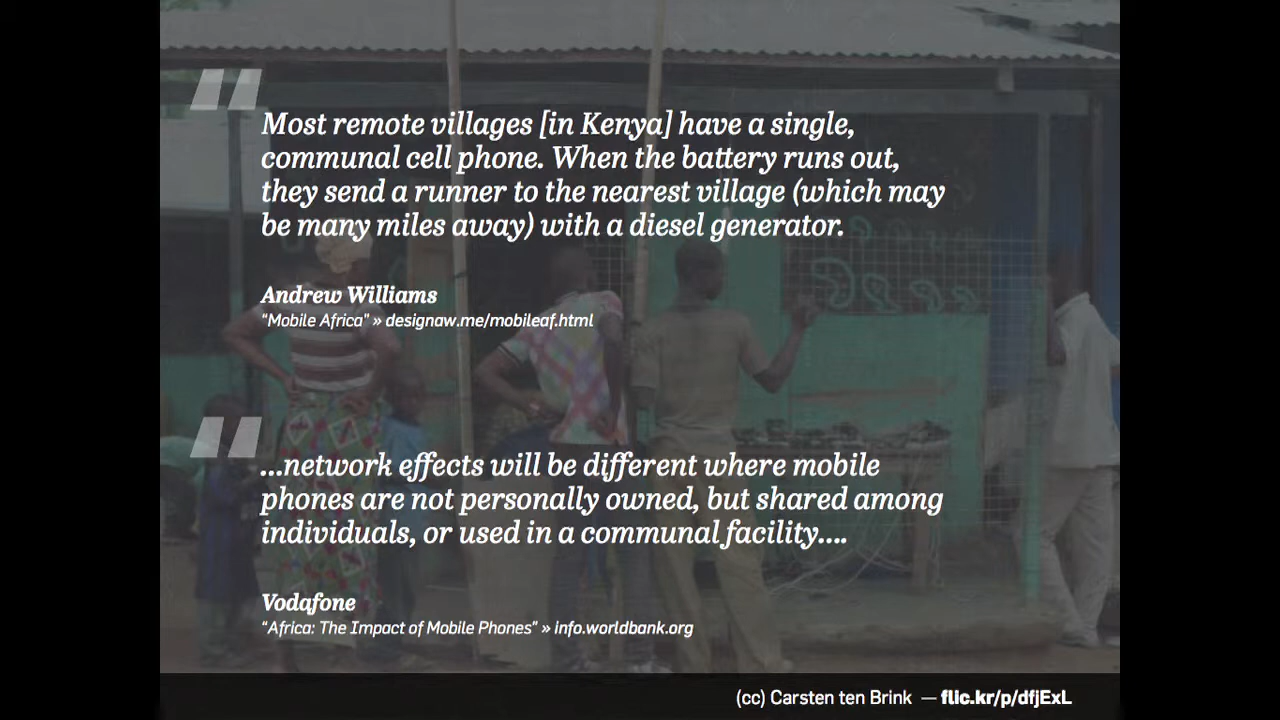 “
Most remote villages [in Kenya] have a single,
communal cell phone. When the battery runs out,
they send a runner to the nearest village (which may
be many miles away) with a diesel generator.
Andrew Williams
“Mobile Africa” » designaw.me/mobileaf.html
“
...network effects will be different where mobile
phones are not personally owned, but shared among
individuals, or used in a communal facility....
Vodafone
“Africa: The Impact of Mobile Phones” » info.worldbank.org
(cc) Carsten ten Brink — flic.kr/p/dfjExL